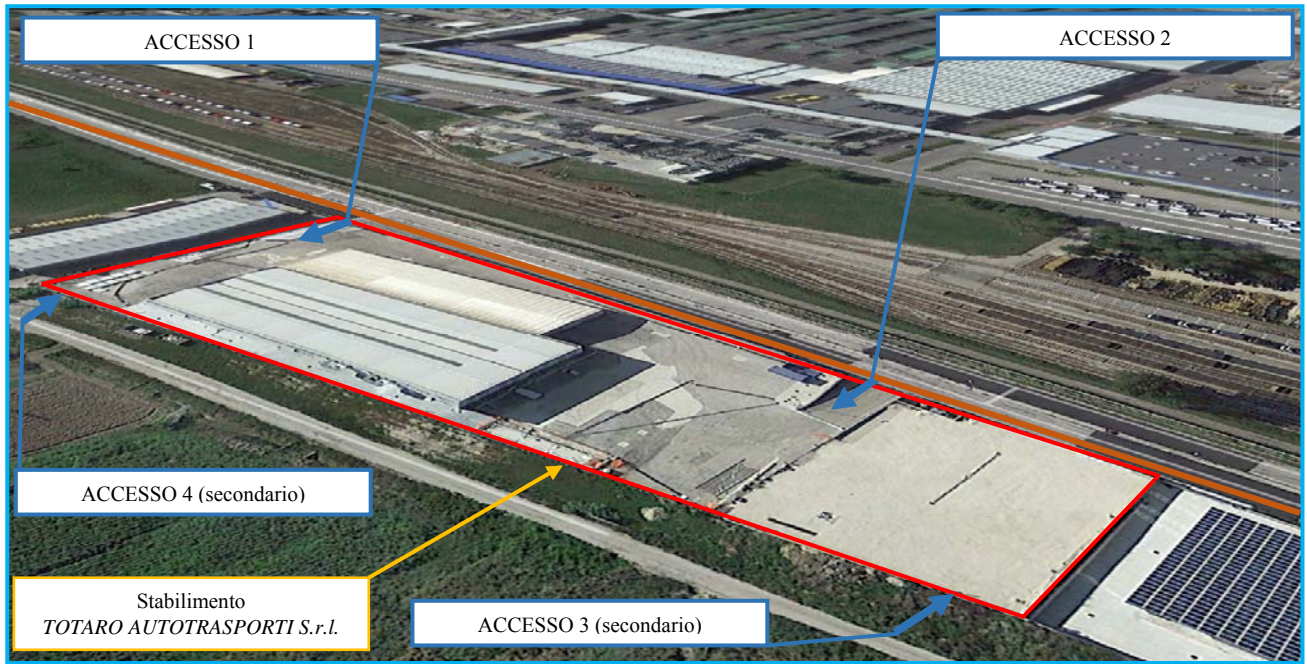 ACCESSO 1
ACCESSO 2
ACCESSO 4 (secondario)
Stabilimento
TOTARO AUTOTRASPORTI S.r.l.
ACCESSO 3 (secondario)